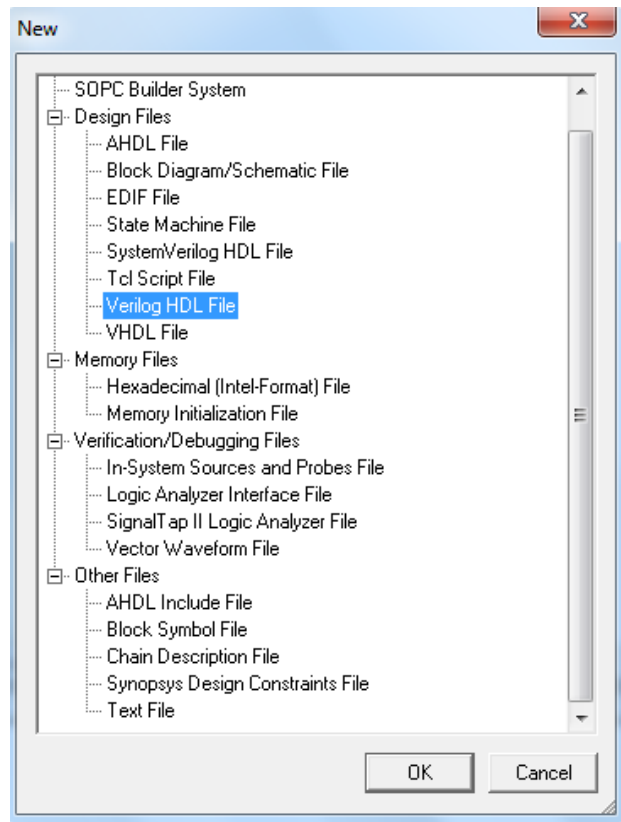 New
SOPC Builder System
Design Files
AHDL File
Block Diagram/Schematic File
EDIF File
State Machine File
SystemVerilog HDL File
Tcl Script File
Verilog HDL File
VHDL File
Memory Files
Hexadecimal (Intel-Format) File
Memory Initialization File
Verification/Debugging Files
In-System Sources and Probes File
Logic Analyzer Interface File
SignalTap II Logic Analyzer File
Vector Waveform File
Other Files
AHDL Include File
Block Symbol File
Chain Description File
Synopsys Design Constraints File
Text File
OK Cancel